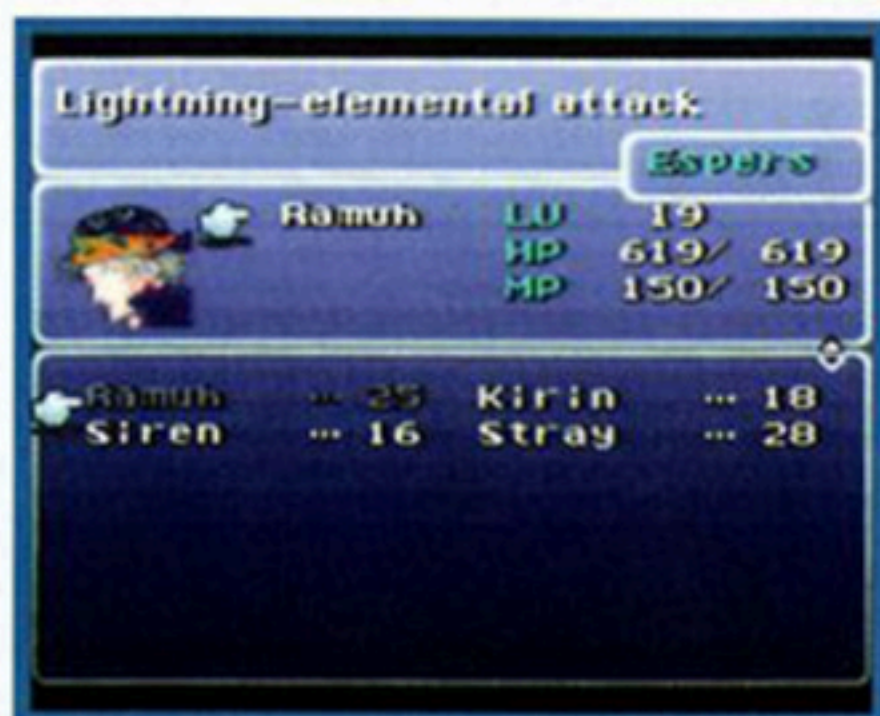 Lightning-elemental attack
Espers
Ramuh LV 19
HP 619/ 619
MP 150/ 150
Ramuh ... 25 Kirin ... 18
Siren ... 16 Stray ... 28